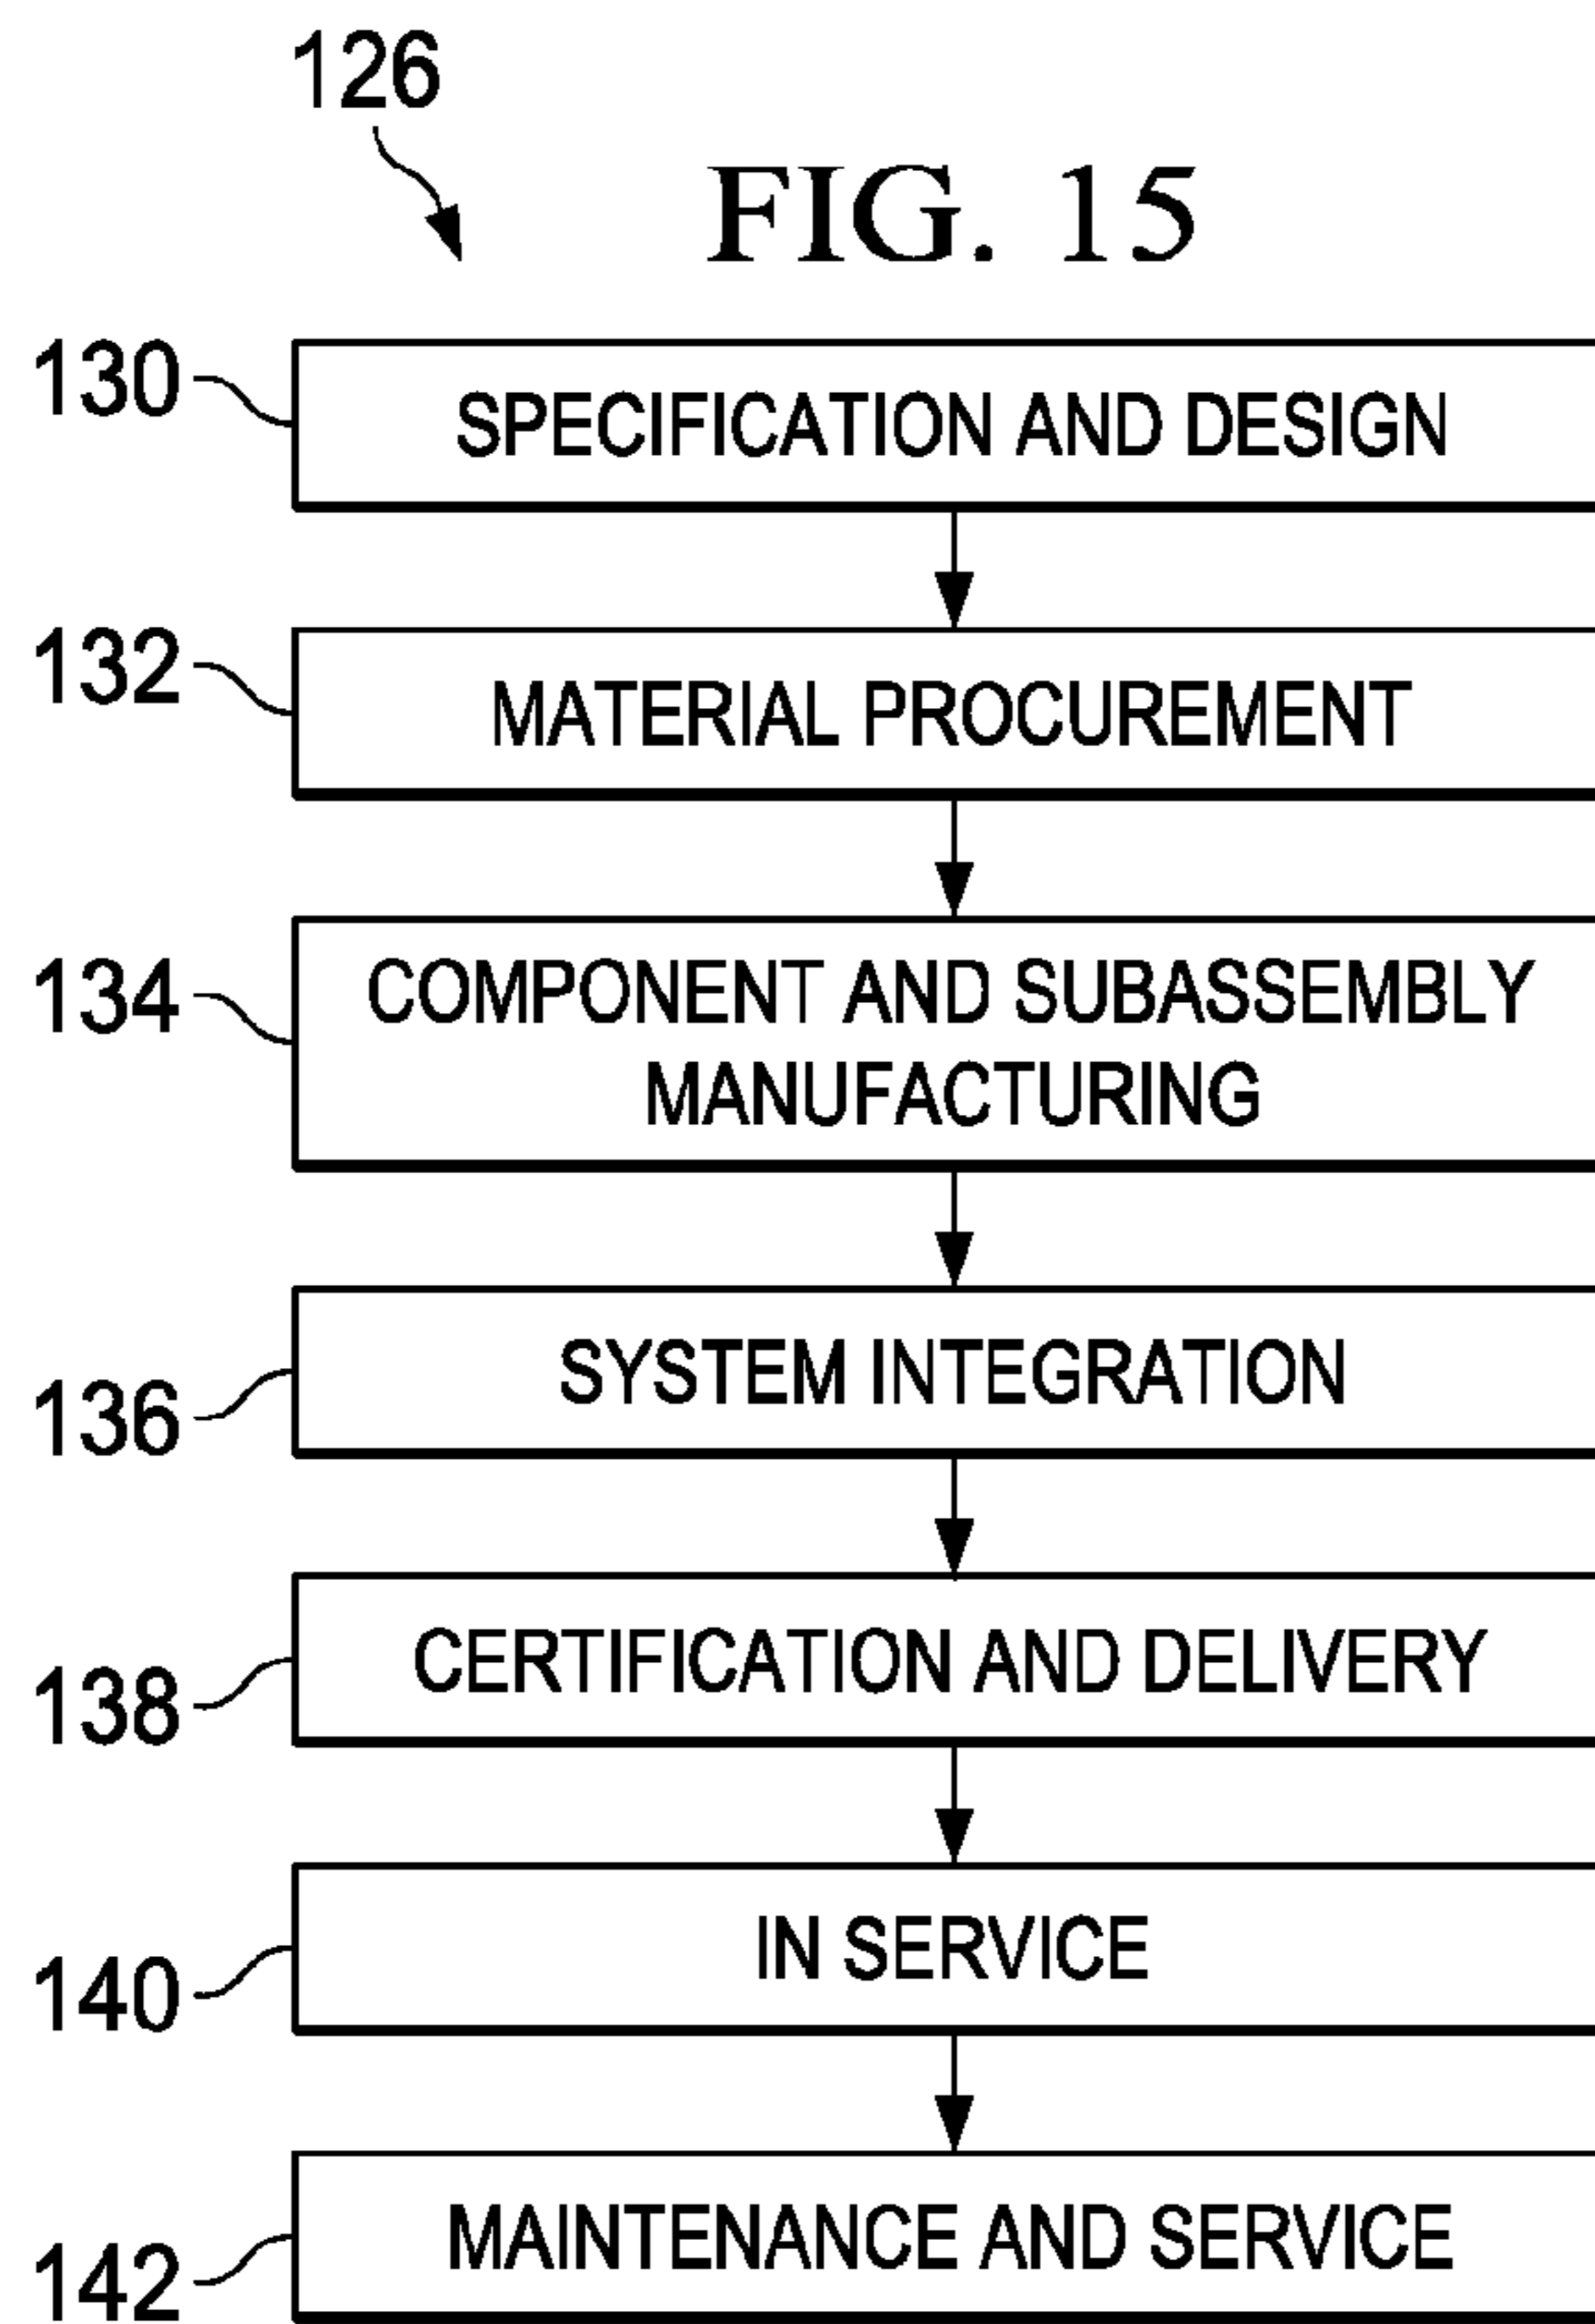 126
FIG. 15
130
SPECIFICATION AND DESIGN
132
MATERIAL PROCUREMENT
134
COMPONENT AND SUBASSEMBLY
MANUFACTURING
136
SYSTEM INTEGRATION
138
CERTIFICATION AND DELIVERY
140
IN SERVICE
142
MAINTENANCE AND SERVICE